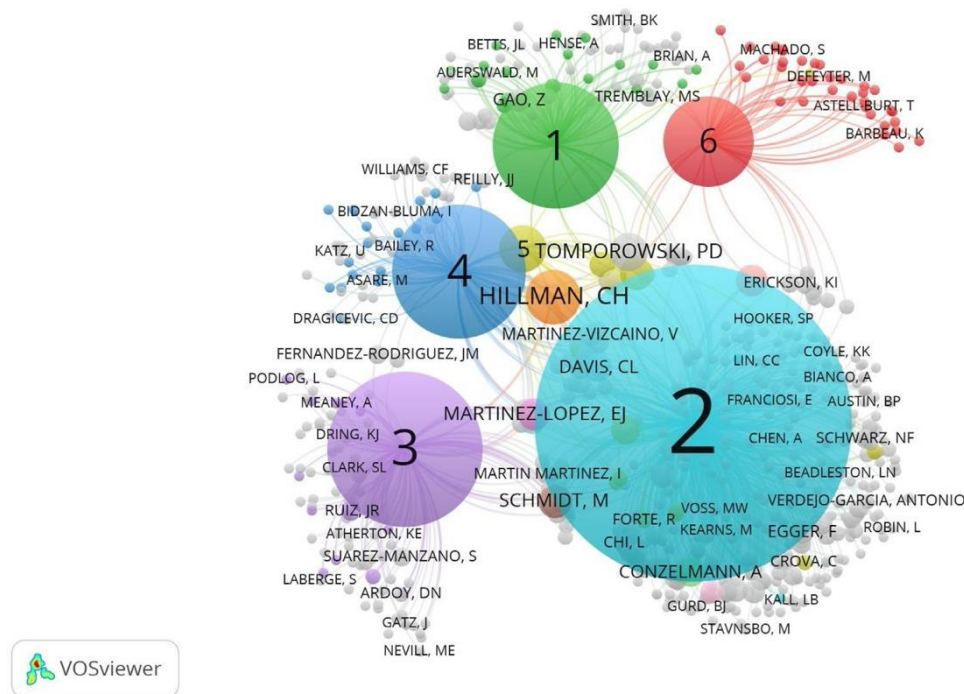 SMITH, BK
BETTS, JL
HENSE, A
BRIAN, A
MACHADO, S
AUERSWALD, M
DEFEYTER, M
GAO, Z
TREMBLAY, MS
ASTELL-BURT, T
1
6
BARBEAU, K
WILLIAMS, CF
REILLY, JJ
BIDZAN-BLUMA, I
KATZ, U
BAILEY, R
5
TOMPOROWSKI, PD
4
ASARE, M
HILLMAN, CH
ERICKSON, KI
DRAGICEVIC, CD
HOOKER, SP
MARTINEZ-VIZCAINO, V
FERNANDEZ-RODRIGUEZ, JM
DAVIS, CL
LIN, CC
COYLE, KK
PODLOG, L
BIANCO, A
MEANEY, A
FRANCIOSI, E
AUSTIN, BP
MARTINEZ-LOPEZ, EJ
2
DRING, KJ
3
CHEN, A
SCHWARZ, NF
CLARK, SL
MARTIN MARTINEZ, I
BEADLESTON, LN
RUIZ, JR
SCHMIDT, M
VOSS, MW
VERDEJO-GARCIA, ANTONIO
FORTE, R
ATHERTON, KE
KEARNS, M
EGGER, F
ROBIN, L
CHI, L
SUAREZ-MANZANO, S
CROVA, C
LABERGE, S
CONZELMANN, A
ARDOY, DN
KALL, LB
GURD, BJ
GATZ, J
STAVNSBO, M
NEVILL, ME
VOSviewer